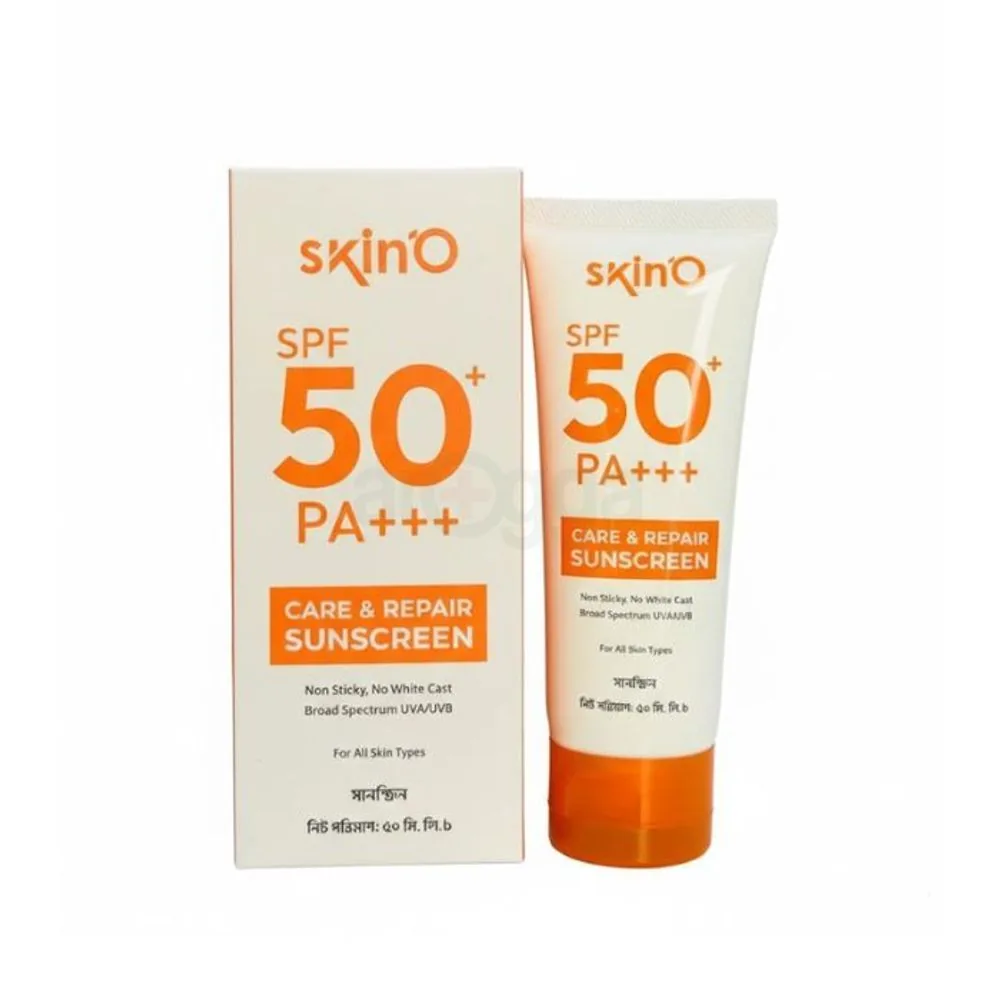 skin'O
SPF
50+
PA+++
CARE & REPAIR
SUNSCREEN
Non Sticky, No White Cast
Broad Spectrum UVA/UVB
For All Skin Types
সানস্ক্রিন
নিট পরিমাণ: ৫০ মি. লি.
skin'O
SPF
50+
PA+++
CARE & REPAIR
SUNSCREEN
Non Sticky, No White Cast
Broad Spectrum UVA/UVB
For All Skin Types
সানস্ক্রিন
নিট পরিমাণ: ৫০ মি. লি.